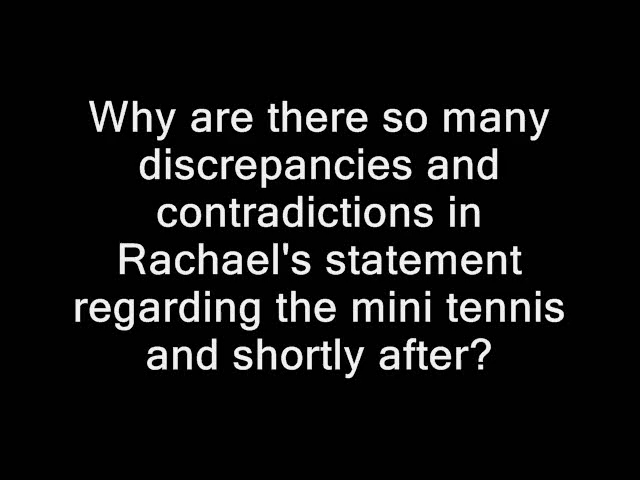 Why are there so many
discrepancies and
contradictions in
Rachael's statement
regarding the mini tennis
and shortly after?